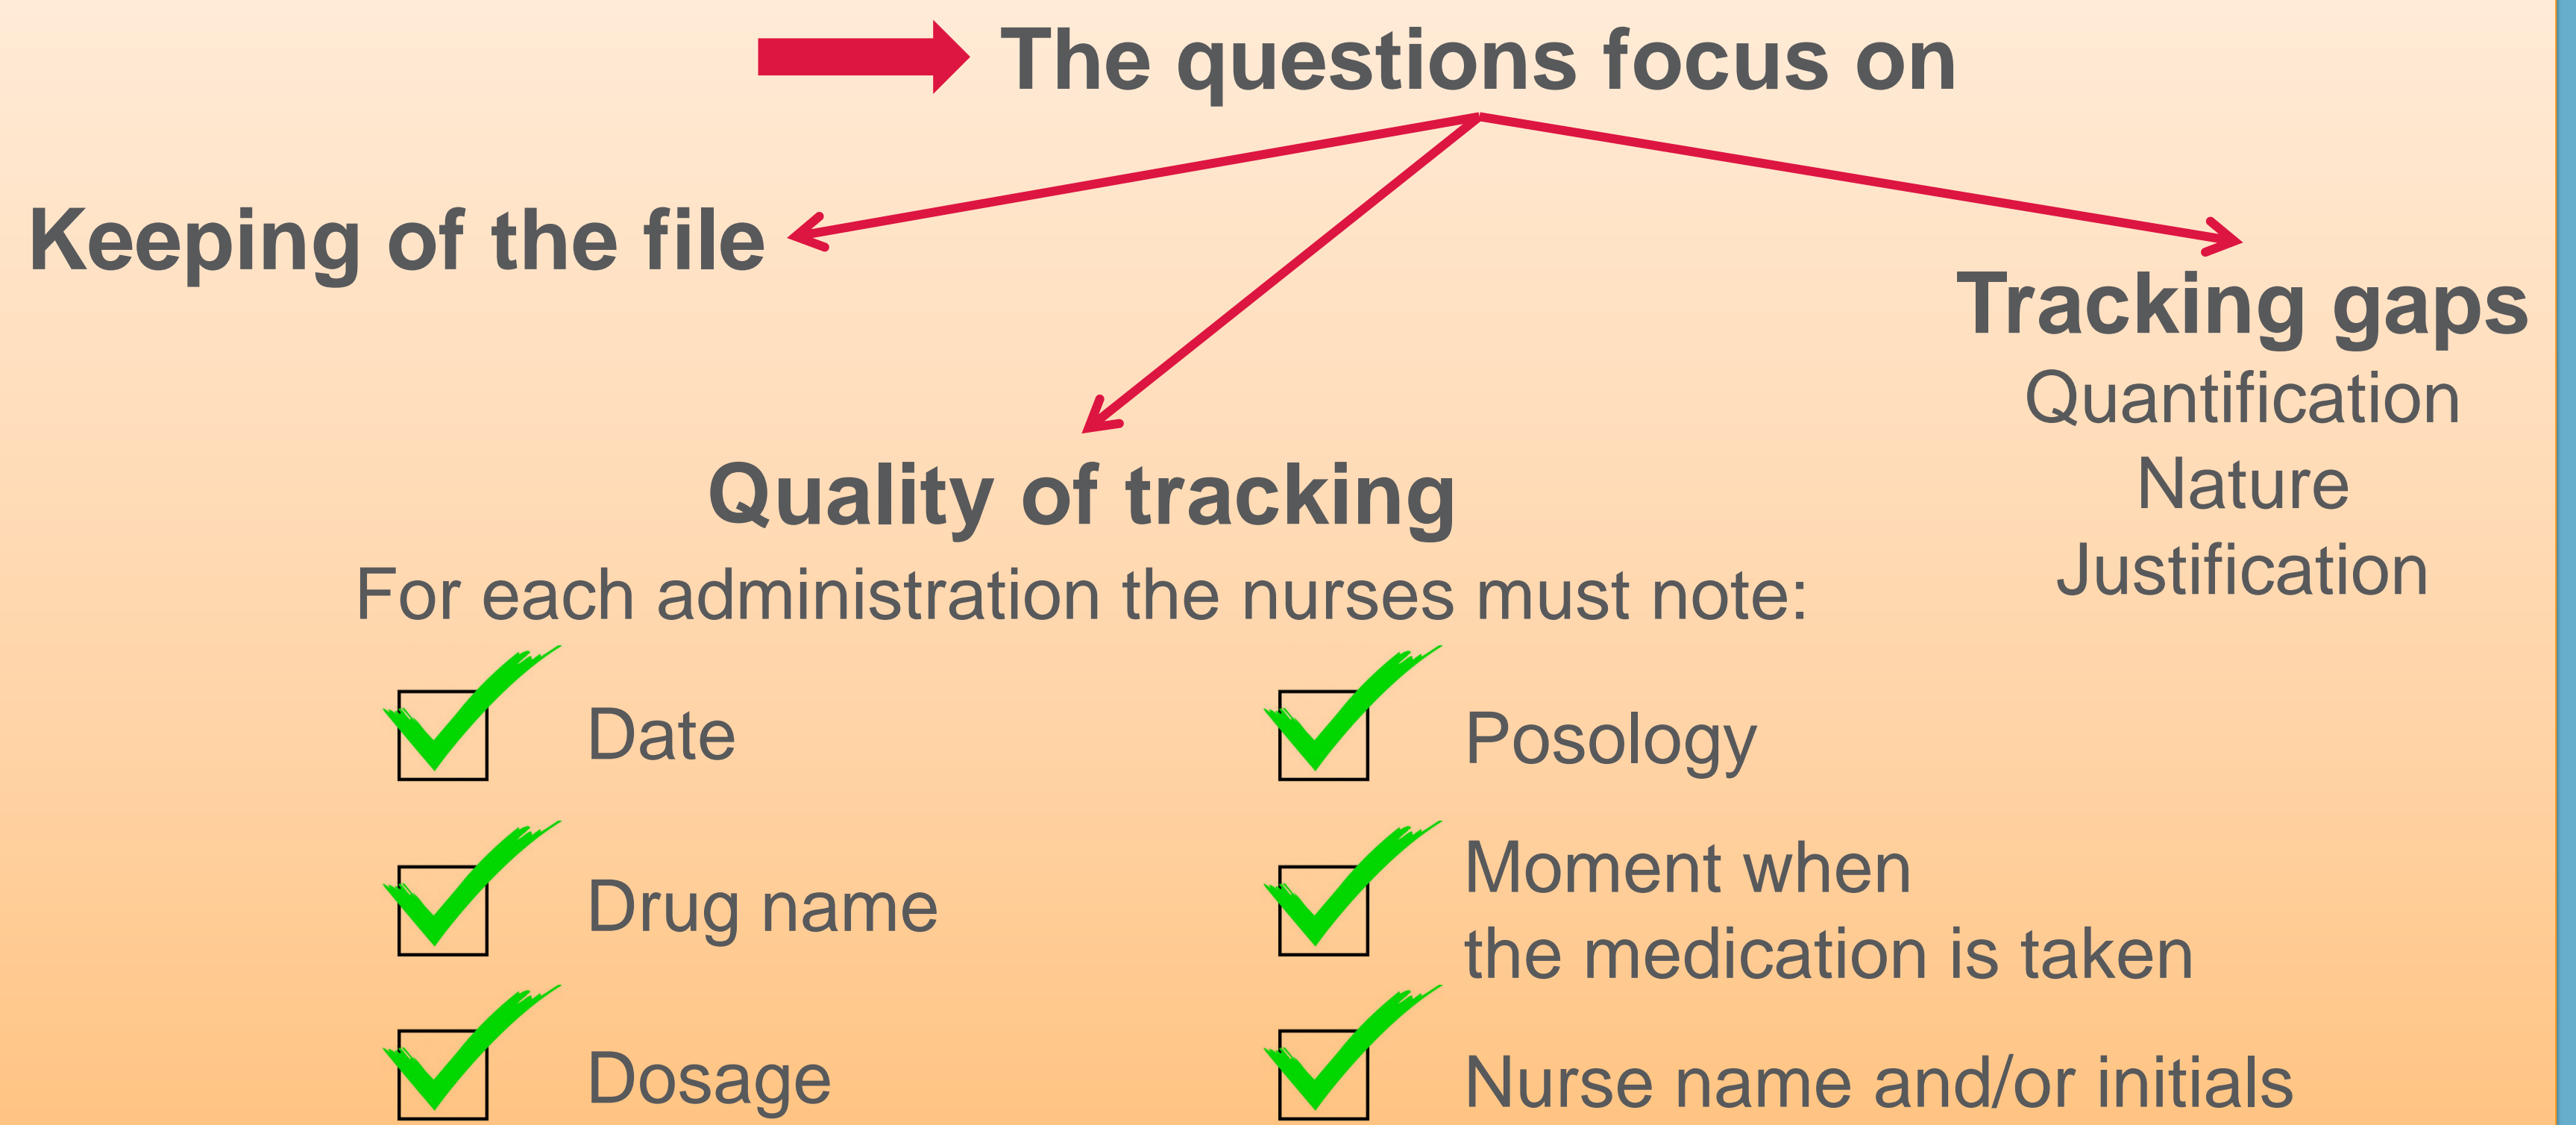 The questions focus on
Keeping of the file
Tracking gaps
Quantification
Nature
Justification
Quality of tracking
For each administration the nurses must note:
Date
Drug name
Dosage
Posology
Moment when
the medication is taken
Nurse name and/or initials